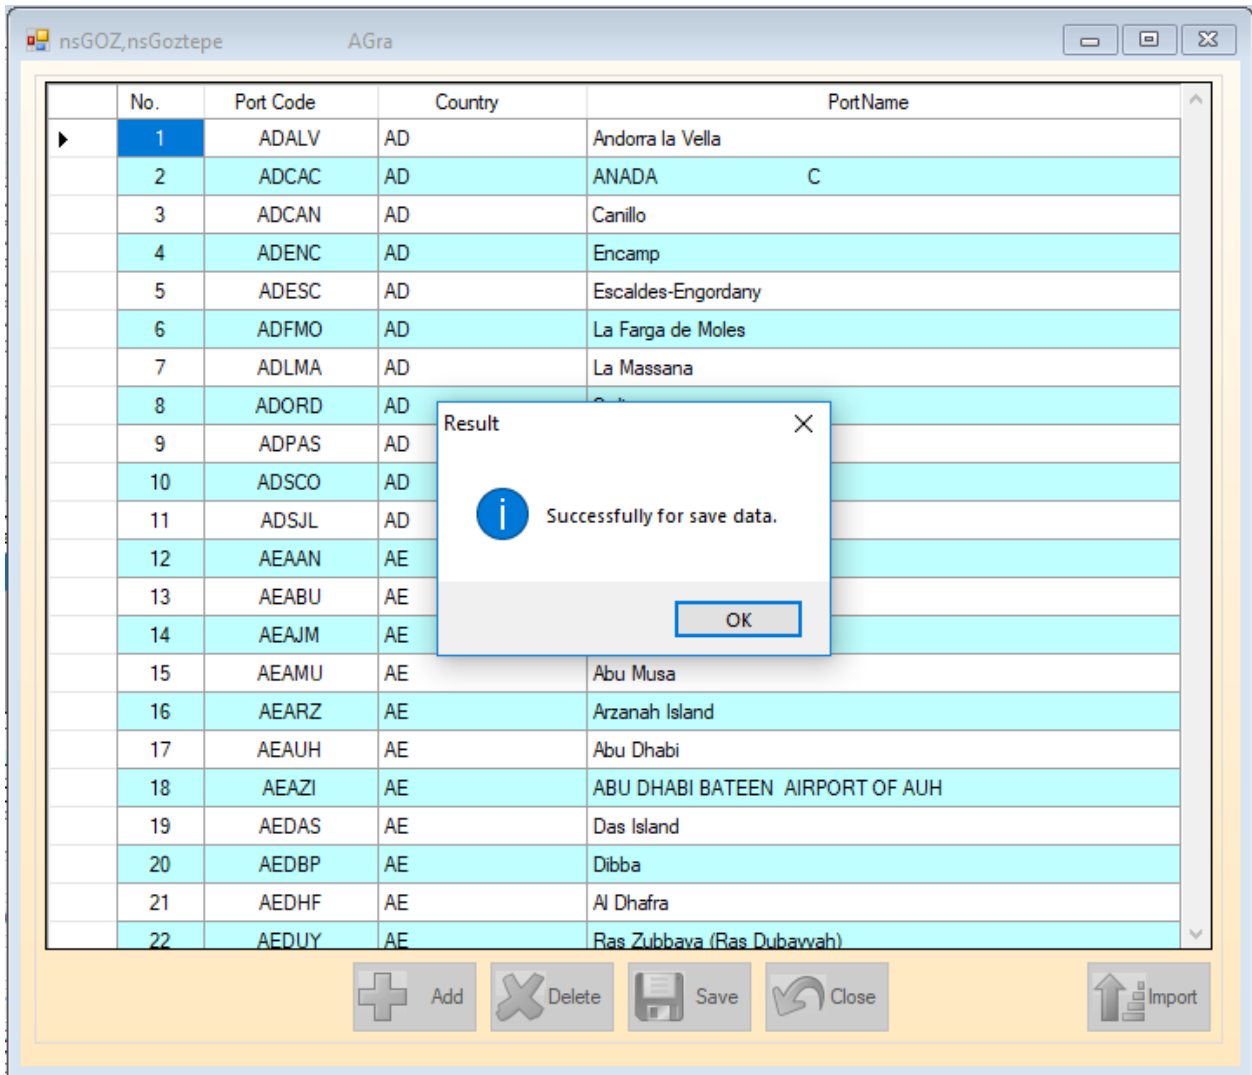 nsGOZ,nsGoztepe AGra
No. Port Code Country PortName
1 ADALV AD Andorra la Vella
2 ADCAC AD ANADA C
3 ADCAN AD Canillo
4 ADENC AD Encamp
5 ADESC AD Escaldes-Engordany
6 ADFMO AD La Farga de Moles
7 ADLMA AD La Massana
8 ADORD AD
9 ADPAS AD
10 ADSCO AD
11 ADSJL AD
12 AEAAN AE
13 AEABU AE
14 AEAJM AE
15 AEAMU AE Abu Musa
16 AEARZ AE Arzanah Island
17 AEAUH AE Abu Dhabi
18 AEAZI AE ABU DHABI BATEEN AIRPORT OF AUH
19 AEDAS AE Das Island
20 AEDBP AE Dibba
21 AEDHF AE Al Dhafra
22 AEDUY AE Ras Zubbaya (Ras Dubayyah)
Result
Successfully for save data.
OK
Add Delete Save Close Import